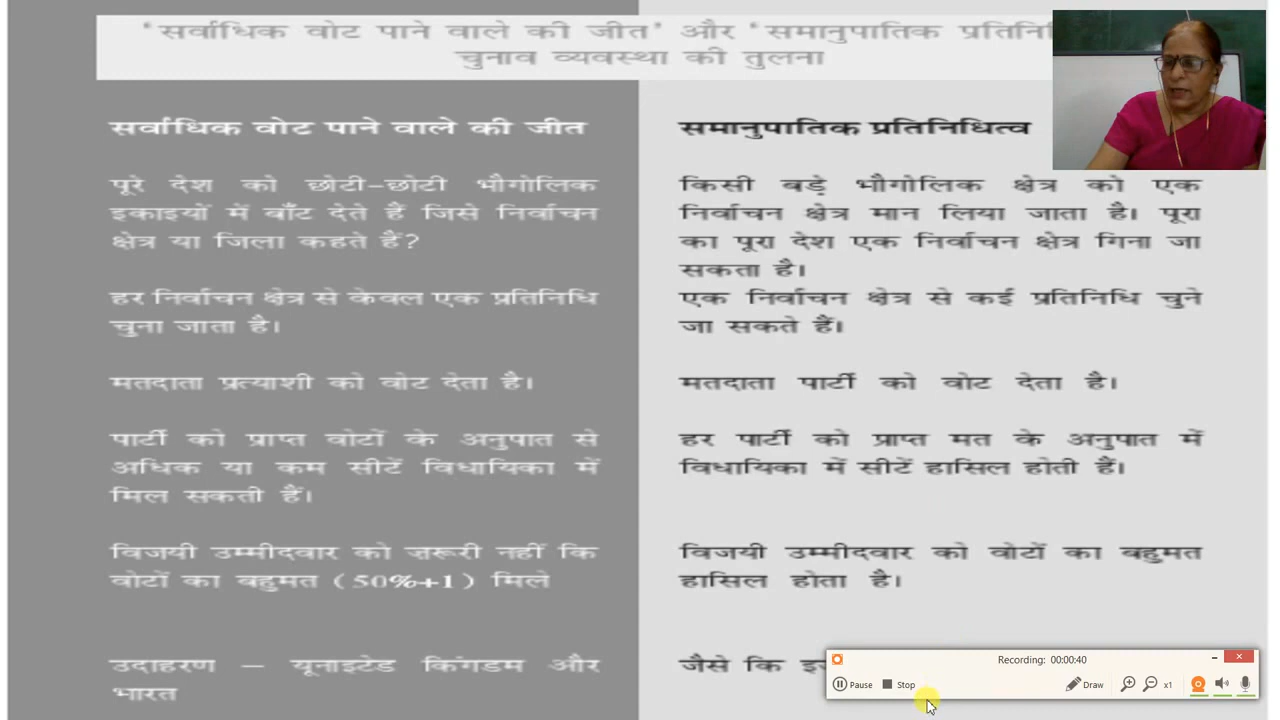 ‘सर्वाधिक वोट पाने वाले की जीत’ और ‘समानुपातिक
चुनाव व्यवस्था की तुलना
सर्वाधिक वोट पाने वाले की जीत
पूरे देश को छोटी-छोटी भौगोलिक
इकाइयों में बाँट देते हैं जिसे निर्वाचन
क्षेत्र या जिला कहते हैं?
हर निर्वाचन क्षेत्र से केवल एक प्रतिनिधि
चुना जाता है।
मतदाता प्रत्याशी को वोट देता है।
पार्टी को प्राप्त वोटों के अनुपात से
अधिक या कम सीटें विधायिका में
मिल सकती हैं।
विजयी उम्मीदवार को ज़रूरी नहीं कि
वोटों का बहुमत (50%+1) मिले
उदाहरण – यूनाइटेड किंगडम और
भारत
समानुपातिक प्रतिनिधित्व
किसी बड़े भौगोलिक क्षेत्र को एक
निर्वाचन क्षेत्र मान लिया जाता है। पूरा
का पूरा देश एक निर्वाचन क्षेत्र गिना जा
सकता है।
एक निर्वाचन क्षेत्र से कई प्रतिनिधि चुने
जा सकते हैं।
मतदाता पार्टी को वोट देता है।
हर पार्टी को प्राप्त मत के अनुपात में
विधायिका में सीटें हासिल होती हैं।
विजयी उम्मीदवार को वोटों का बहुमत
हासिल होता है।
जैसे कि
Recording: 00:00:40
Pause Stop Draw x1